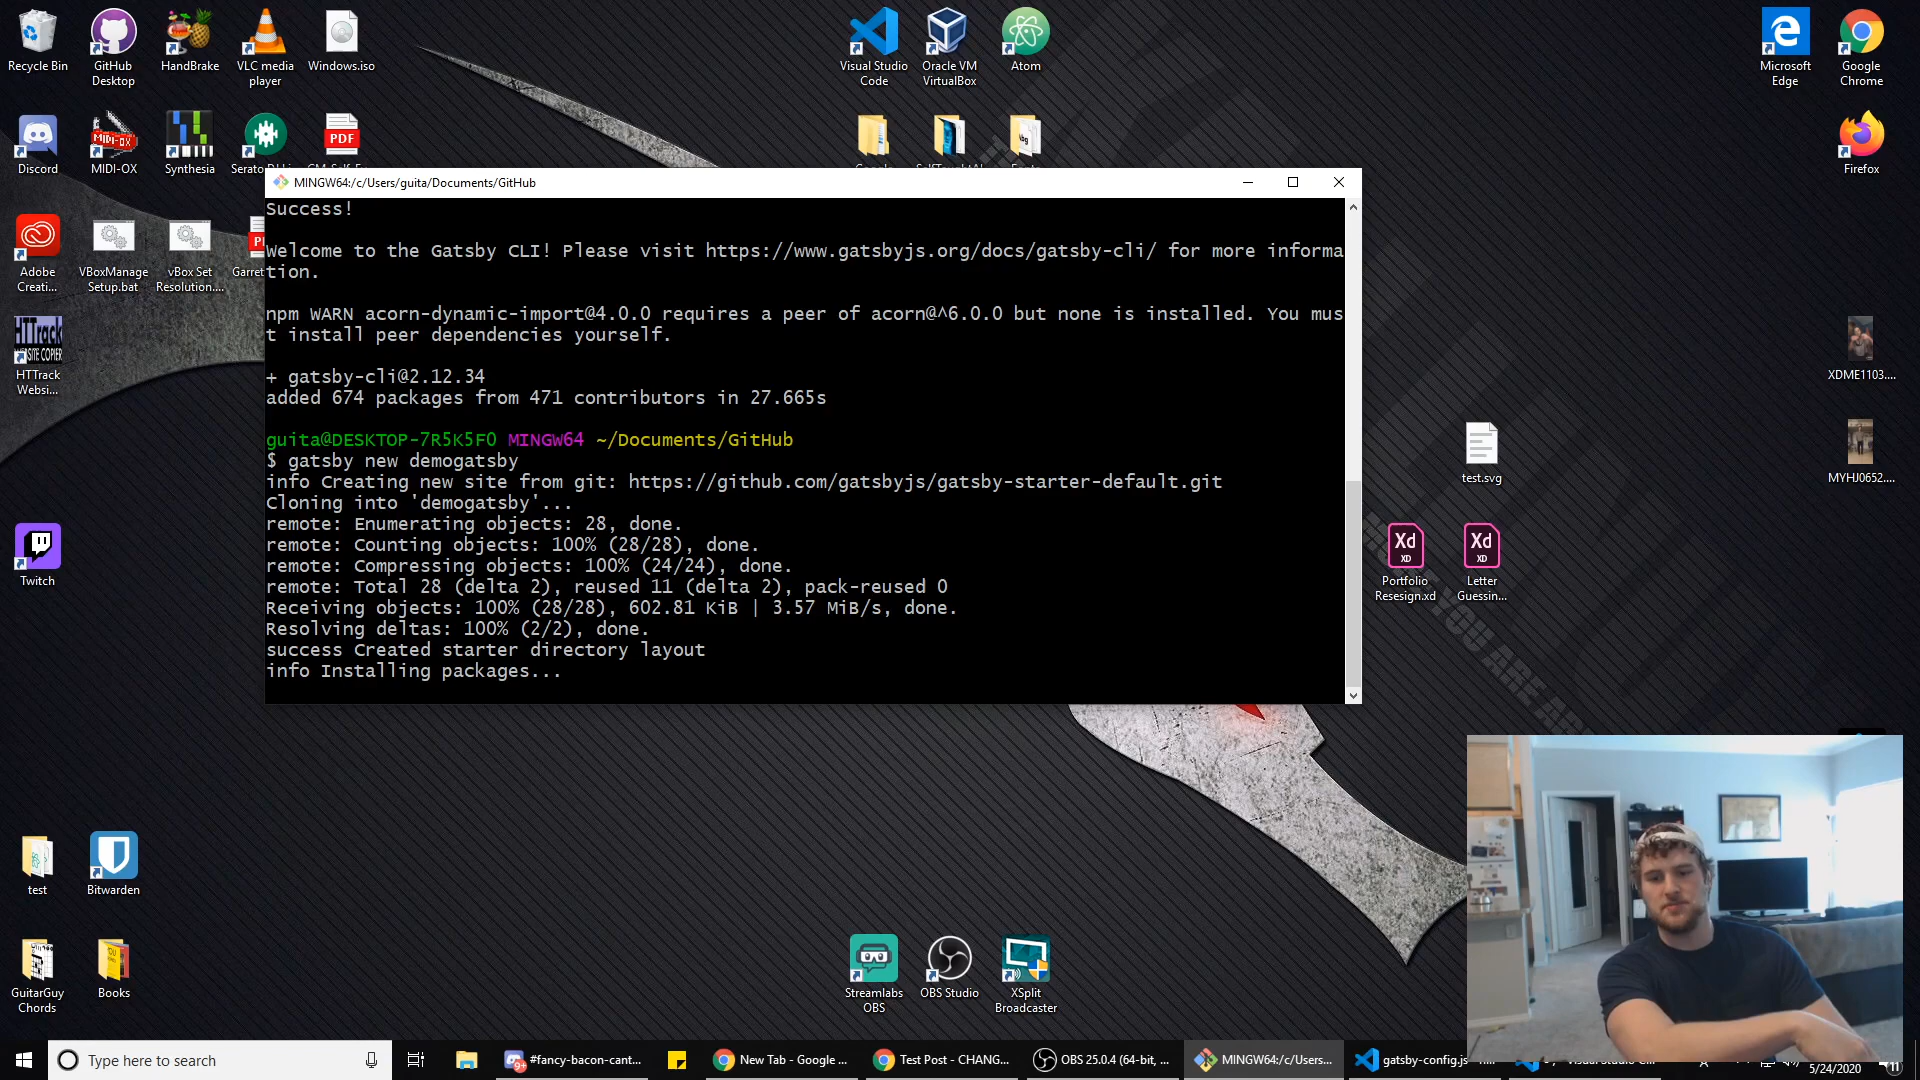 Recycle Bin
GitHub Desktop
HandBrake
VLC media player
Windows.iso
Visual Studio Code
Oracle VM VirtualBox
Atom
Microsoft Edge
Google Chrome
Discord
MIDI-OX
Synthesia
PDF
Firefox
MINGW64:/c/Users/guita/Documents/GitHub
Success!
Welcome to the Gatsby CLI! Please visit https://www.gatsbyjs.org/docs/gatsby-cli/ for more informa
tion.
npm WARN acorn-dynamic-import@4.0.0 requires a peer of acorn@^6.0.0 but none is installed. You mus
t install peer dependencies yourself.
+ gatsby-cli@2.12.34
added 674 packages from 471 contributors in 27.665s
guita@DESKTOP-7R5K5F0 MINGW64 ~/Documents/GitHub
$ gatsby new demogatsby
info Creating new site from git: https://github.com/gatsbyjs/gatsby-starter-default.git
Cloning into 'demogatsby'...
remote: Enumerating objects: 28, done.
remote: Counting objects: 100% (28/28), done.
remote: Compressing objects: 100% (24/24), done.
remote: Total 28 (delta 2), reused 11 (delta 2), pack-reused 0
Receiving objects: 100% (28/28), 602.81 KiB | 3.57 MiB/s, done.
Resolving deltas: 100% (2/2), done.
success Created starter directory layout
info Installing packages...
Adobe Creati...
VBoxManage Setup.bat
vBox Set Resolution....
HTTrack Websi...
XDME1103....
test.svg
MYHJ0652....
Twitch
Xd
XD
Xd
XD
Portfolio Resesign.xd
Letter Guessin...
YOU ARE
test
Bitwarden
GuitarGuy Chords
Books
Streamlabs OBS
OBS Studio
XSplit Broadcaster
Type here to search
#fancy-bacon-cant...
New Tab - Google ...
Test Post - CHANG...
OBS 25.0.4 (64-bit, ...
MINGW64:/c/Users...
gatsby-config.js
5/24/2020
11